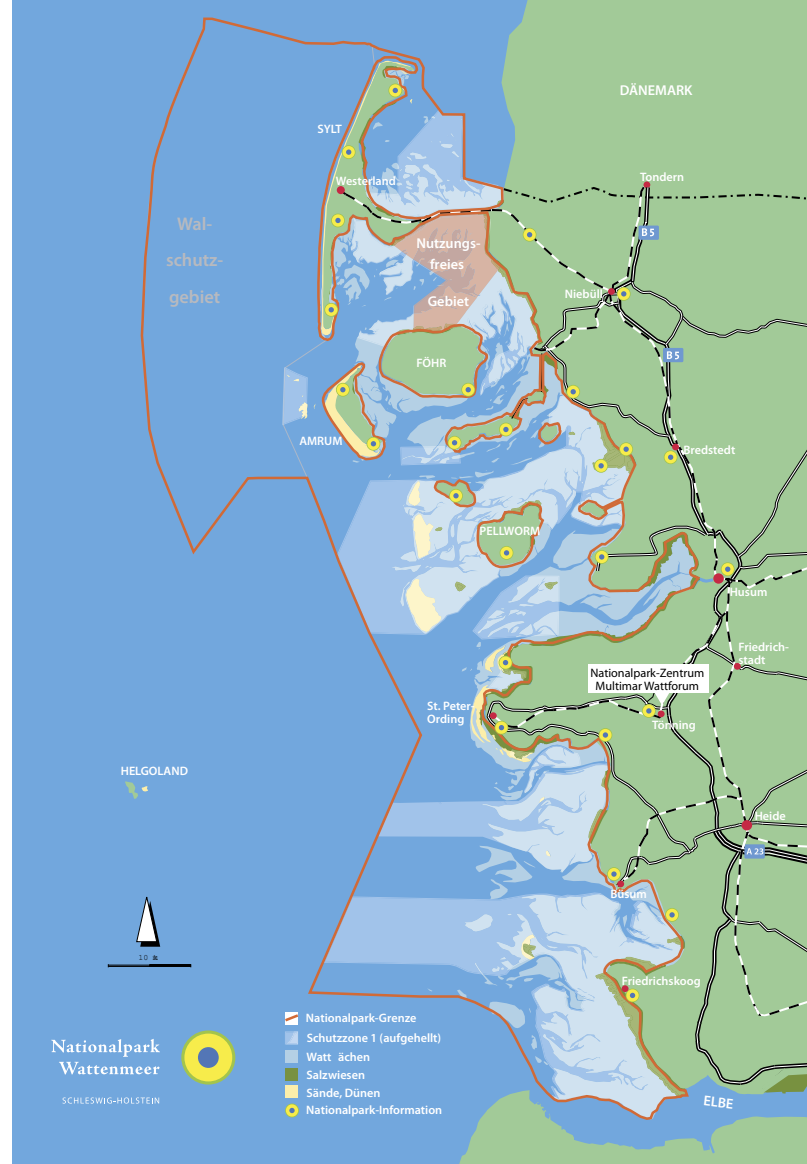 DÄNEMARK
SYLT
Tondern
Westerland
Wal-
schutz-
gebiet
B 5
Nutzungs-
freies
Gebiet
Niebüll
B 5
FÖHR
AMRUM
Bredstedt
PELLWORM
Husum
Friedrich-
stadt
Nationalpark-Zentrum
Multimar Wattforum
St. Peter-
Ording
Tönning
HELGOLAND
Heide
A 23
Büsum
10
Friedrichskoog
Nationalpark-Grenze
Schutzzone 1 (aufgehellt)
Watt ächen
Salzwiesen
Sände, Dünen
Nationalpark-Information
Nationalpark
Wattenmeer
SCHLESWIG-HOLSTEIN
ELBE